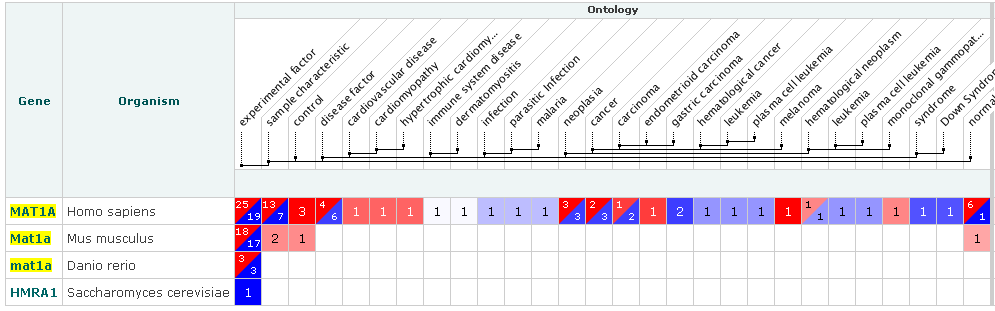 Ontology
Gene
Organism
experimental factor
sample characteristic
control
disease factor
cardiovascular disease
cardiomyopathy
hypertrophic cardiomy...
immune system disease
dermatomyositis
infection
parasitic Infection
malaria
neoplasia
cancer
carcinoma
endometrioid carcinoma
gastric carcinoma
hematological cancer
leukemia
plasma cell leukemia
melanoma
hematological neoplasm
leukemia
plasma cell leukemia
monoclonal gammopat...
syndrome
Down Syndro
normal
MAT1A Homo sapiens 25 19 13 7 3 4 6 1 1 1 1 1 1 1 1 3 3 2 3 1 2 1 2 1 1 1 1 1 1 1 1 1 1 1 6 1
Mat1a Mus musculus 18 17 2 1 1
mat1a Danio rerio 3 3
HMRA1 Saccharomyces cerevisiae 1